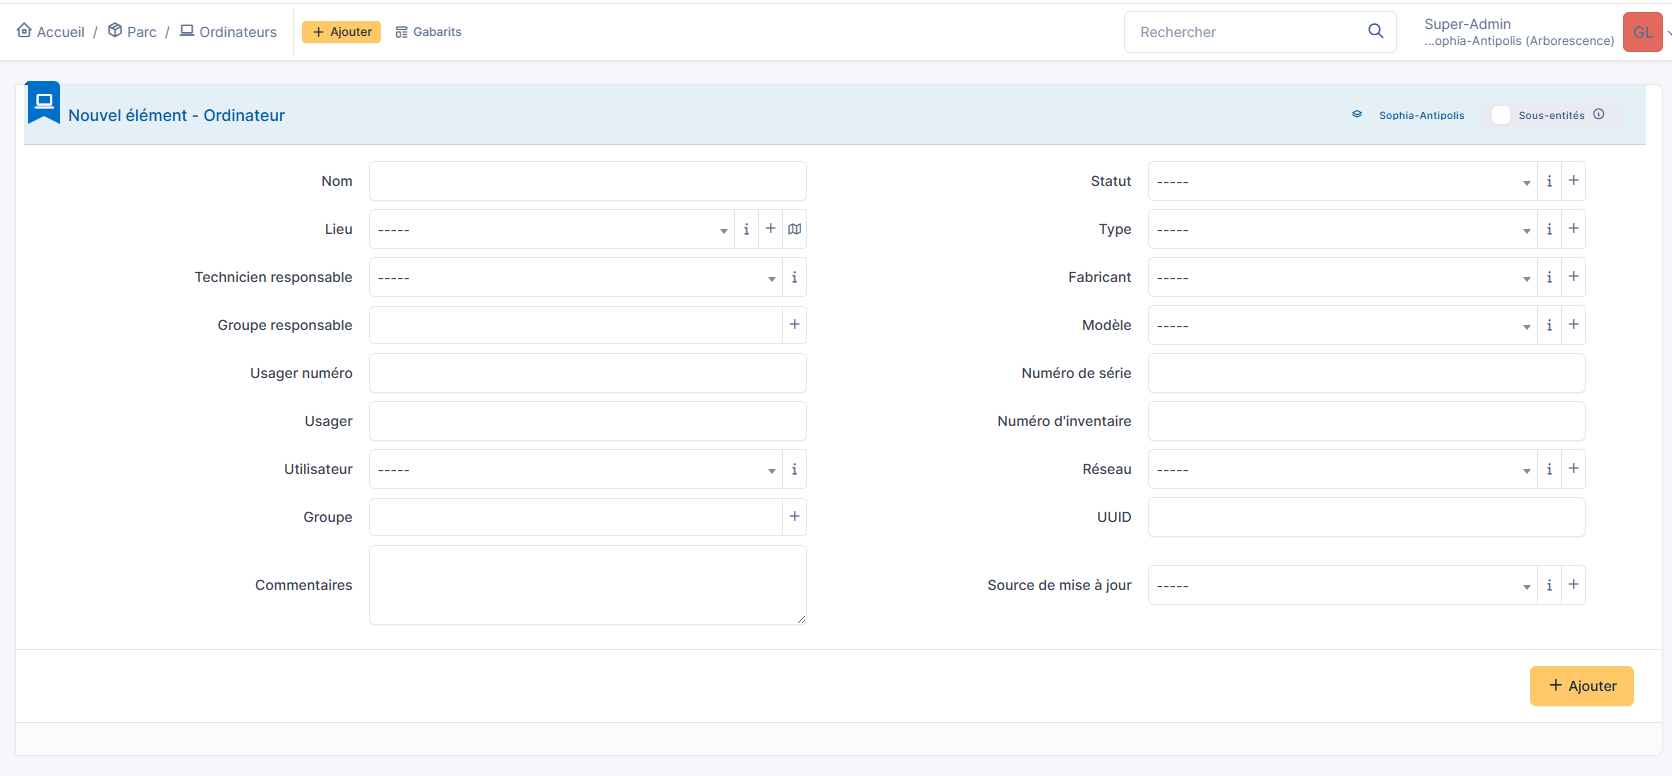 Accueil / Parc / Ordinateurs
+ Ajouter
Gabarits
Rechercher
Super-Admin
...ophia-Antipolis (Arborescence)
GL
Nouvel élément - Ordinateur
Sophia-Antipolis
Sous-entités
Nom
Statut
-----
Lieu
-----
Type
-----
Technicien responsable
-----
Fabricant
-----
Groupe responsable
Modèle
-----
Usager numéro
Numéro de série
Usager
Numéro d'inventaire
Utilisateur
-----
Réseau
-----
Groupe
UUID
Commentaires
Source de mise à jour
-----
+ Ajouter